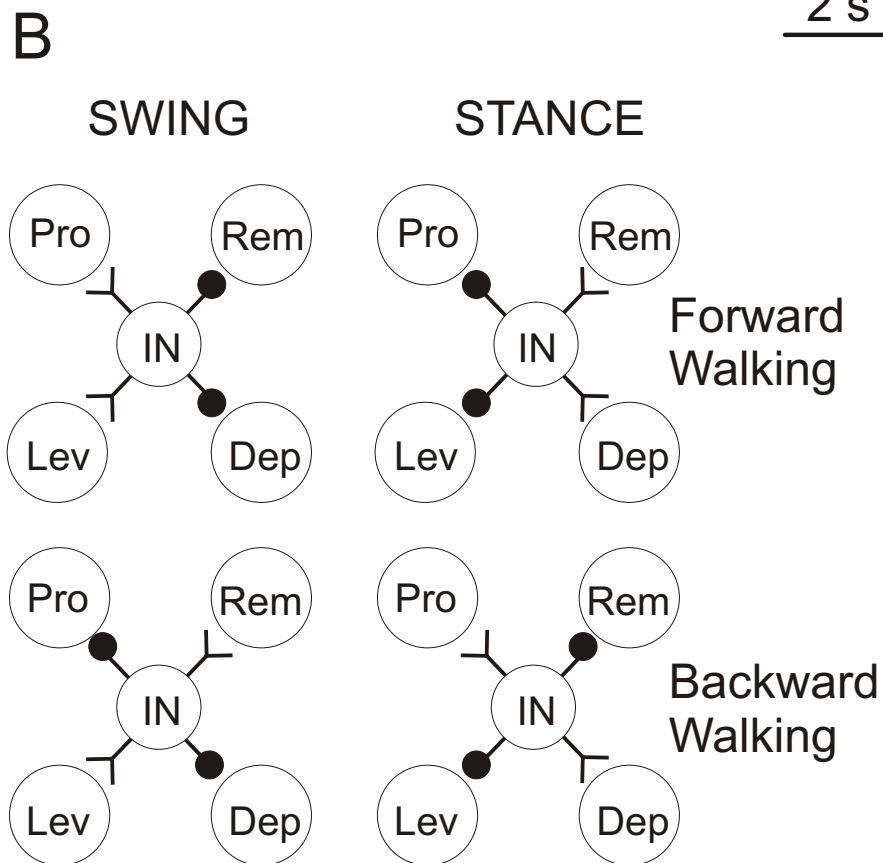 2 s
B
SWING STANCE
Pro Rem Pro Rem
IN IN
Forward
Walking
Lev Dep Lev Dep
Pro Rem Pro Rem
IN IN
Backward
Walking
Lev Dep Lev Dep